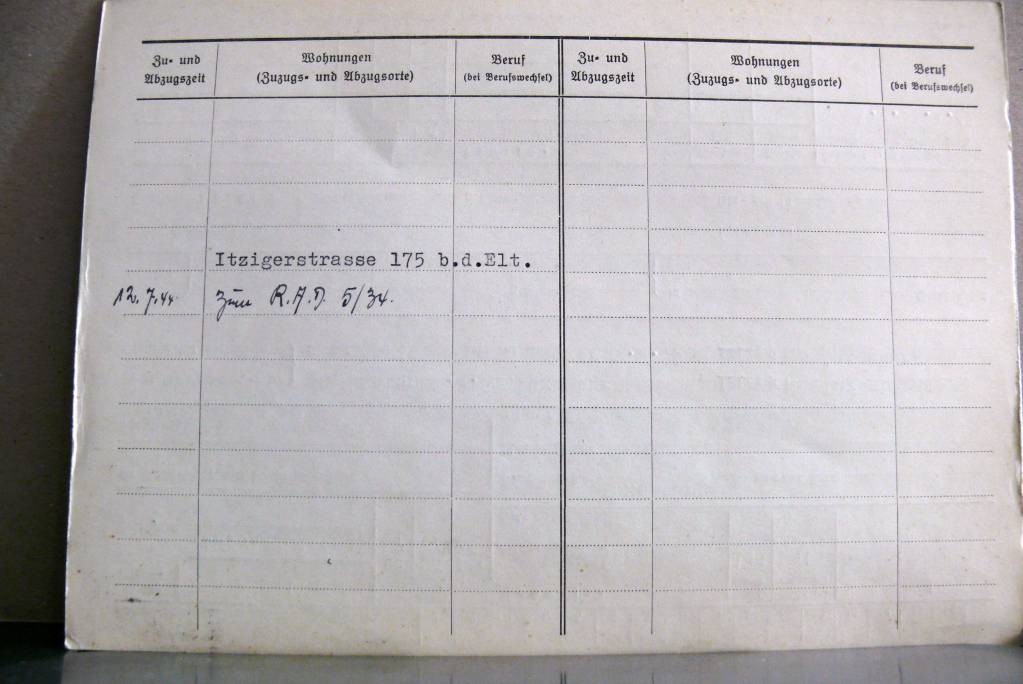 Zu- und Abzugszeit
Wohnungen
(Zuzugs- und Abzugsorte)
Beruf
(bei Berufswechsel)
Zu- und Abzugszeit
Wohnungen
(Zuzugs- und Abzugsorte)
Beruf
(bei Berufswechsel)
Itzigerstrasse 175 b.d.Elt.
12.7.44. zum R.A.D. 5/34.